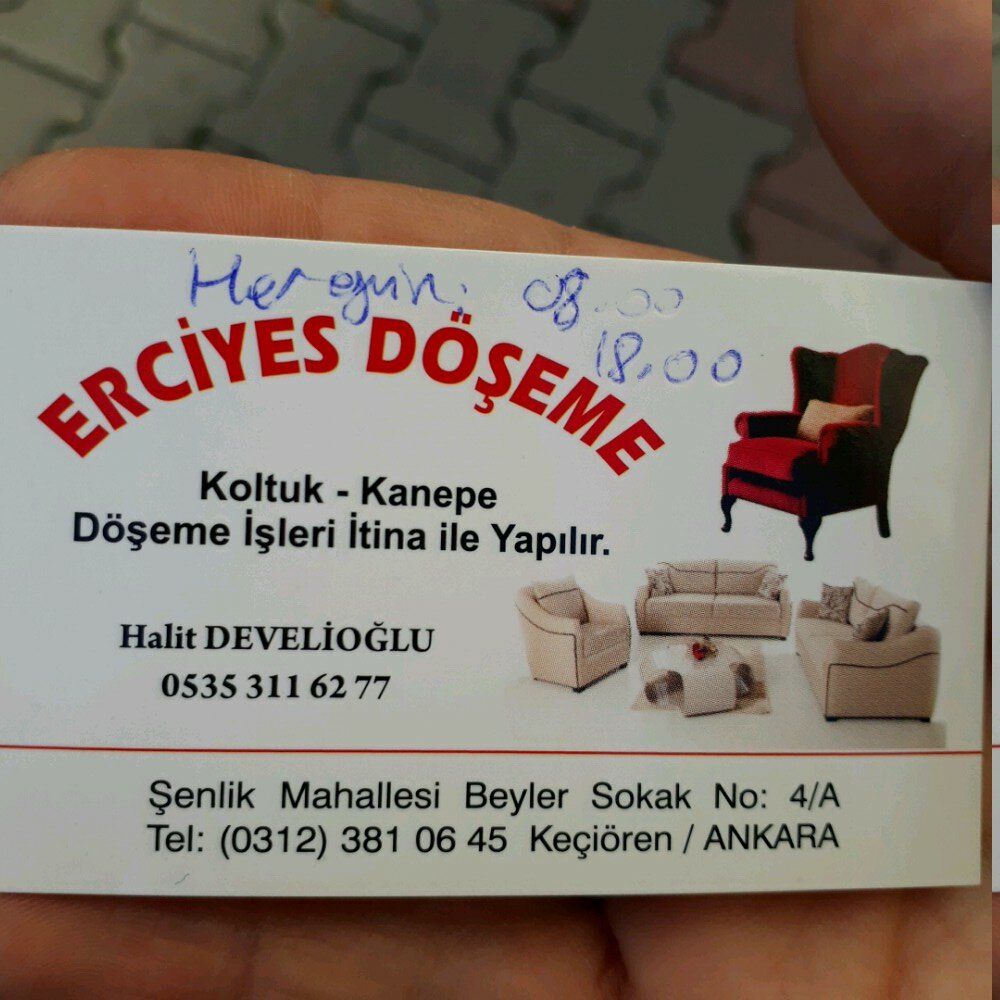 Hergün: 08.00
18.00
ERCİYES DÖŞEME
Koltuk - Kanepe
Döşeme İşleri İtina ile Yapılır.
Halit DEVELİOĞLU
0535 311 62 77
Şenlik Mahallesi Beyler Sokak No: 4/A
Tel: (0312) 381 06 45 Keçiören / ANKARA